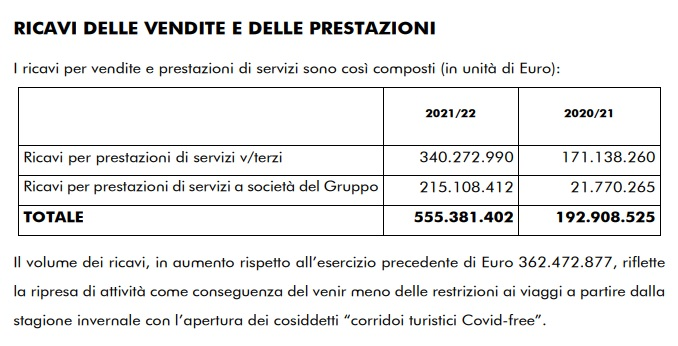 RICAVI DELLE VENDITE E DELLE PRESTAZIONI
I ricavi per vendite e prestazioni di servizi sono così composti (in unità di Euro):
2021/22 2020/21
Ricavi per prestazioni di servizi v/terzi 340.272.990 171.138.260
Ricavi per prestazioni di servizi a società del Gruppo 215.108.412 21.770.265
TOTALE 555.381.402 192.908.525
Il volume dei ricavi, in aumento rispetto all’esercizio precedente di Euro 362.472.877, riflette
la ripresa di attività come conseguenza del venir meno delle restrizioni ai viaggi a partire dalla
stagione invernale con l’apertura dei cosiddetti “corridoi turistici Covid-free”.